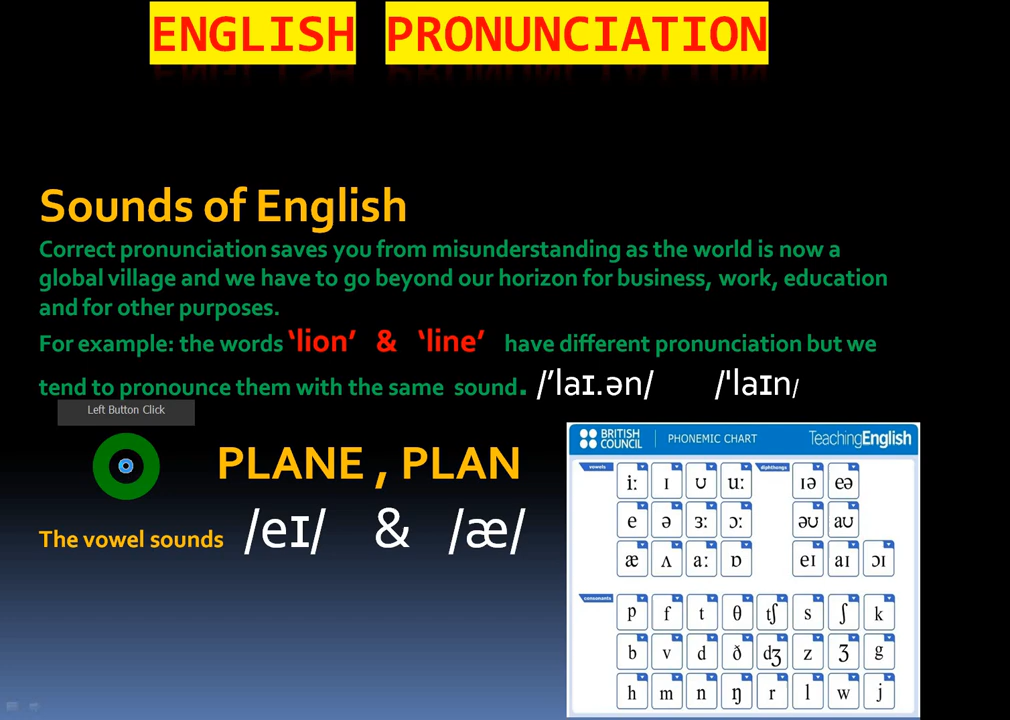 ENGLISH PRONUNCIATION
Sounds of English
Correct pronunciation saves you from misunderstanding as the world is now a
global village and we have to go beyond our horizon for business, work, education
and for other purposes.
For example: the words ‘lion’ & ‘line’ have different pronunciation but we
tend to pronounce them with the same sound. /’laɪ.ən/ /'laɪn/
Left Button Click
PLANE , PLAN
The vowel sounds /eɪ/ & /æ/
BRITISH COUNCIL PHONEMIC CHART TeachingEnglish
vowels diphthongs
iː ɪ ʊ uː ɪə eə
e ə ɜː ɔː əʊ aʊ
æ ʌ aː ɒ eɪ aɪ ɔɪ
consonants
p f t θ tʃ s ʃ k
b v d ð dʒ z ʒ g
h m n ŋ r l w j